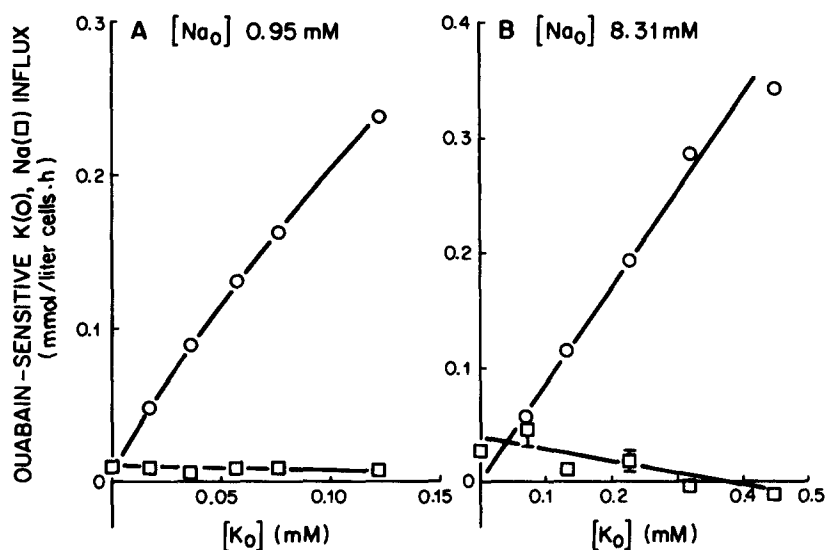 OUABAIN-SENSITIVE K(O), Na(□) INFLUX
(mmol/liter cells·h)
A [Na₀] 0.95 mM
0.3
0.2
0.1
0
0.05
0.10
0.15
[K₀] (mM)
B [Na₀] 8.31 mM
0.4
0.3
0.2
0.1
0
0.1
0.2
0.4
0.5
[K₀] (mM)